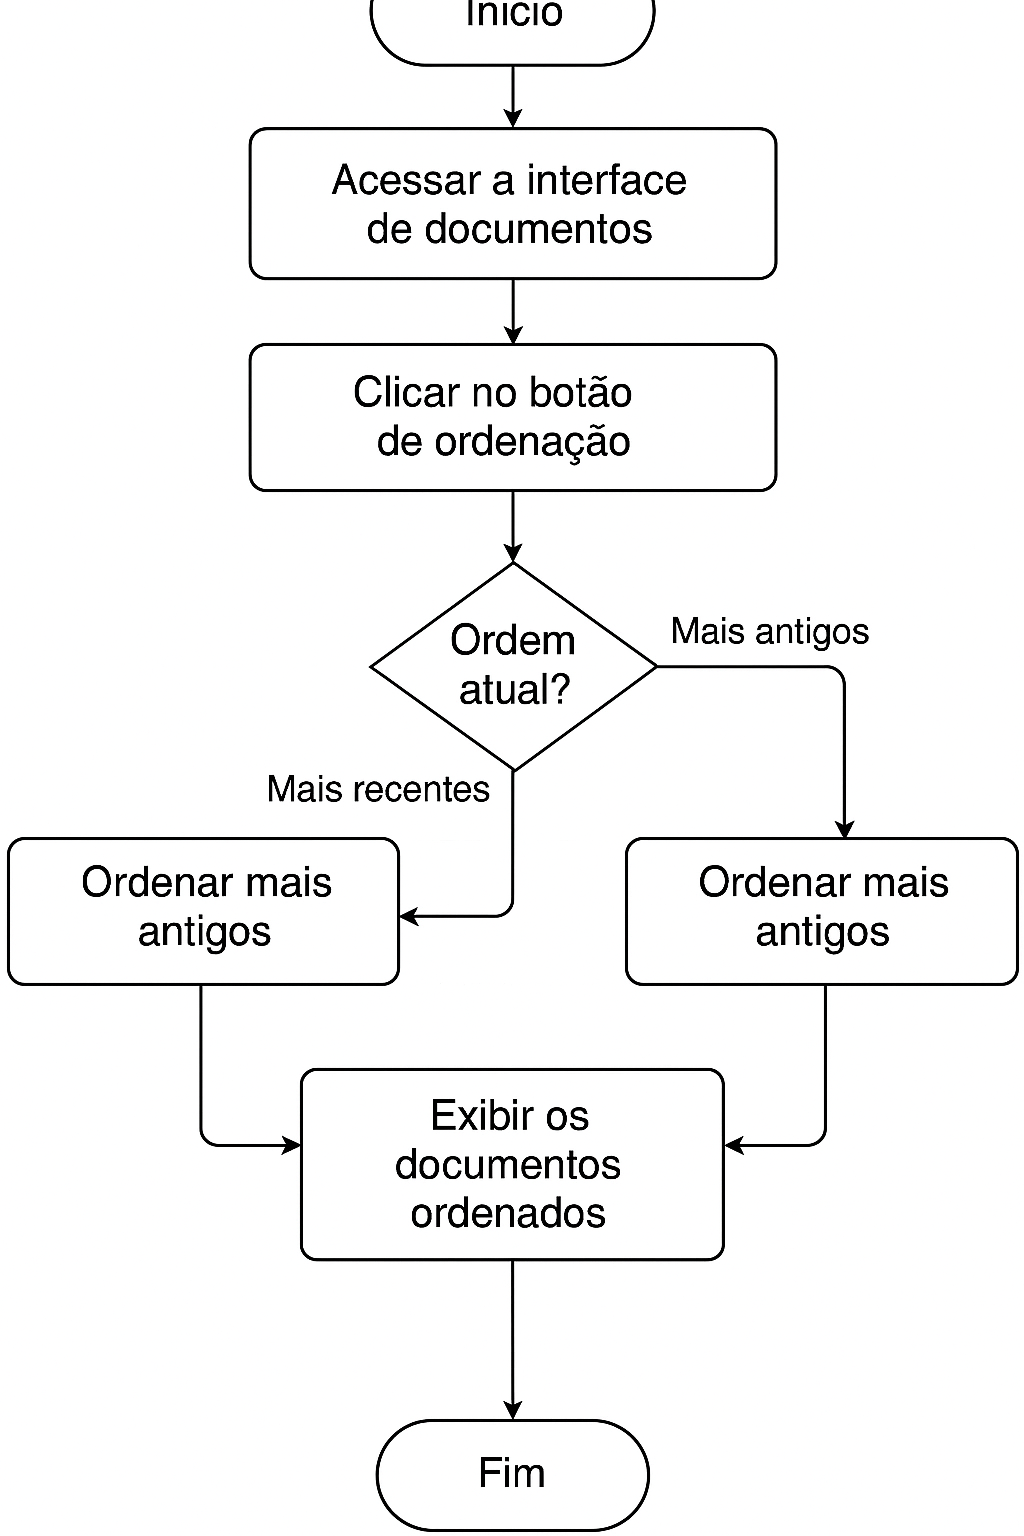 Início
Acessar a interface
de documentos
Clicar no botão
de ordenação
Ordem
atual?
Mais antigos
Mais recentes
Ordenar mais
antigos
Ordenar mais
antigos
Exibir os
documentos
ordenados
Fim